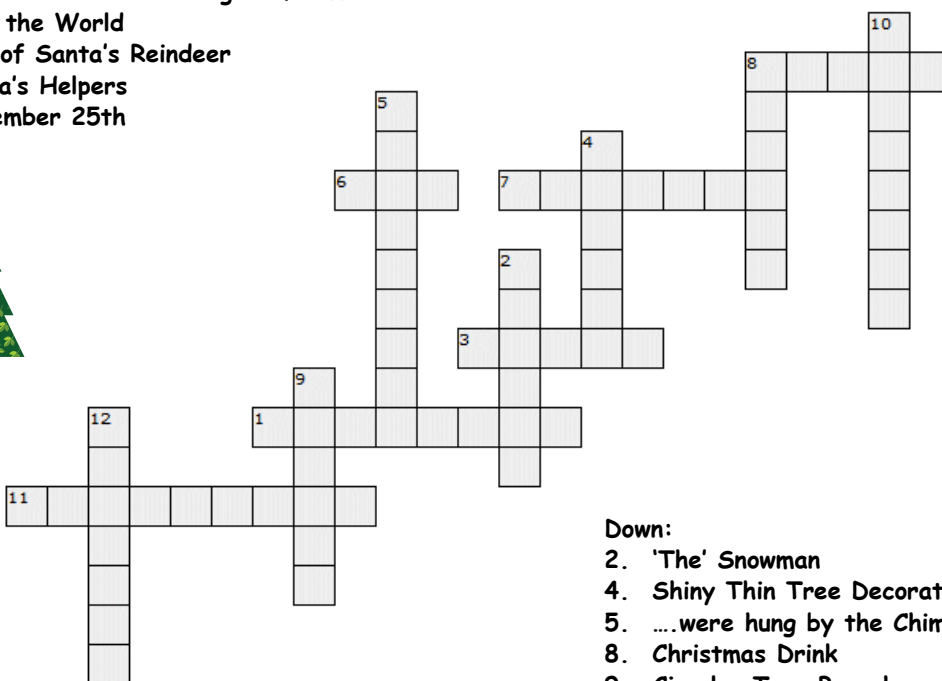 the World
of Santa's Reindeer
a's Helpers
ember 25th
10
8
5
4
6
7
2
3
9
12
1
11
Down:
2. ‘The’ Snowman
4. Shiny Thin Tree Decorat
5. ….were hung by the Chim
8. Christmas Drink